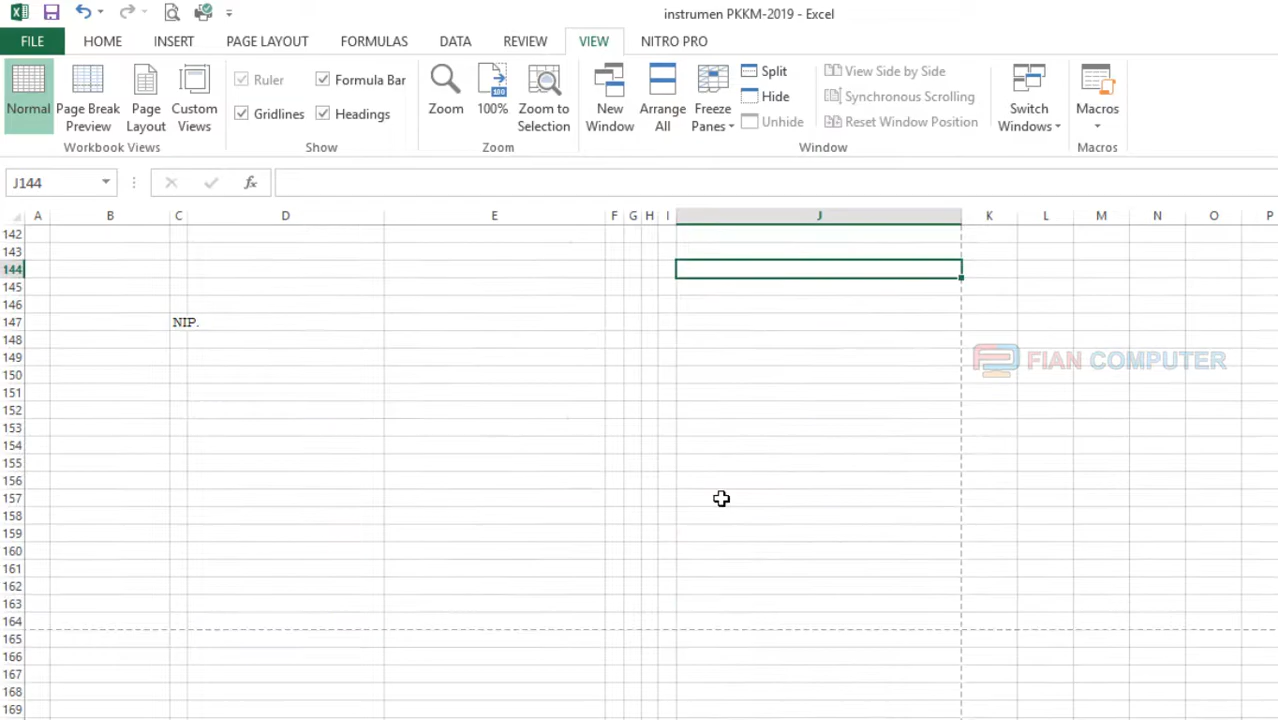 instrumen PKKM-2019 - Excel
FILE HOME INSERT PAGE LAYOUT FORMULAS DATA REVIEW VIEW NITRO PRO
Normal
Page Break Preview
Page Layout
Custom Views
Workbook Views
Ruler
Formula Bar
Gridlines
Headings
Show
Zoom
100%
Zoom to Selection
Zoom
New Window
Arrange All
Freeze Panes
Split
Hide
Unhide
View Side by Side
Synchronous Scrolling
Reset Window Position
Window
Switch Windows
Macros
Macros
J144
fx
A B C D E F G H I J K L M N O P
142
143
144
145
146
147 NIP.
148
149
150
FIAN COMPUTER
151
152
153
154
155
156
157
158
159
160
161
162
163
164
165
166
167
168
169